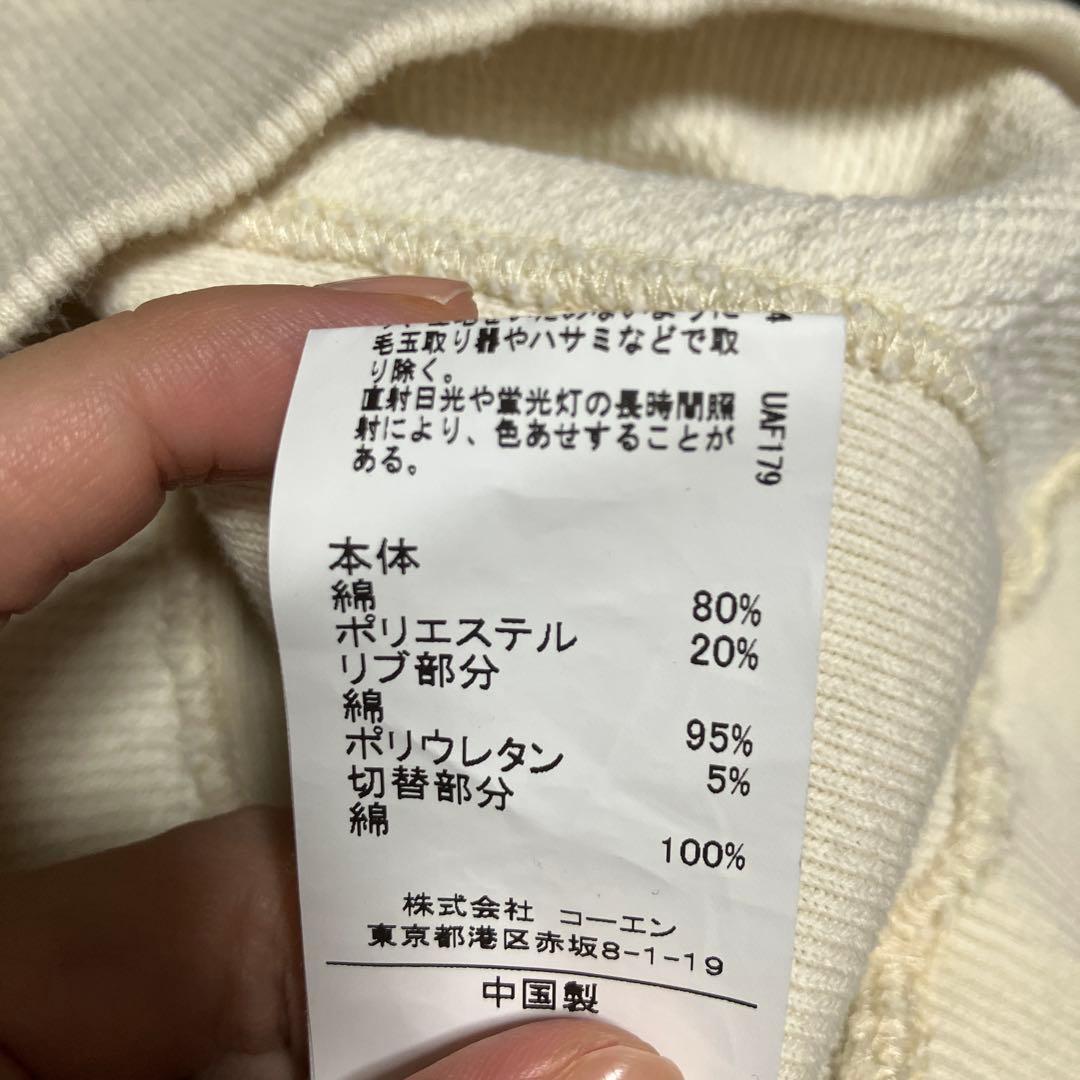 毛玉取り器やハサミなどで取
り除く。
直射日光や蛍光灯の長時間照
射により、色あせすることが
ある。
4 UAF179
本体
綿 80%
ポリエステル 20%
リブ部分
綿 95%
ポリウレタン 5%
切替部分
綿 100%
株式会社 コーエン
東京都港区赤坂8-1-19
中国製